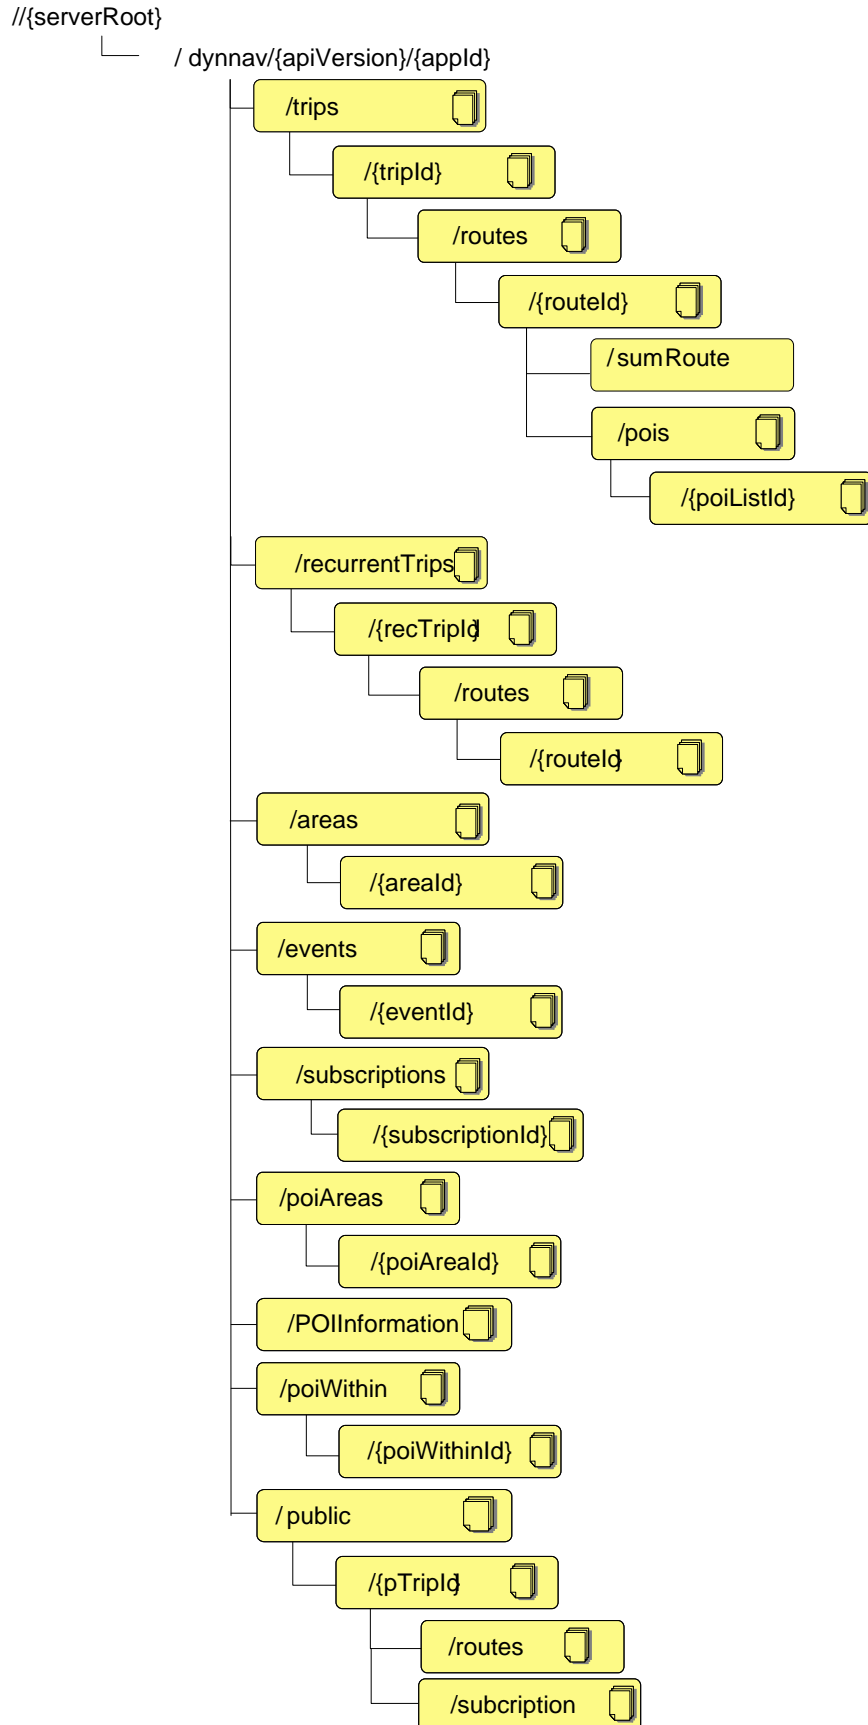 //{serverRoot}
/ dynnav/{apiVersion}/{appId}
/trips
/{tripId}
/routes
/{routeId}
/sumRoute
/pois
/{poiListId}
/recurrentTrips
/{recTripId}
/routes
/{routeId}
/areas
/{areaId}
/events
/{eventId}
/subscriptions
/{subscriptionId}
/poiAreas
/{poiAreaId}
/POIInformation
/poiWithin
/{poiWithinId}
/public
/{pTripId}
/routes
/subcription